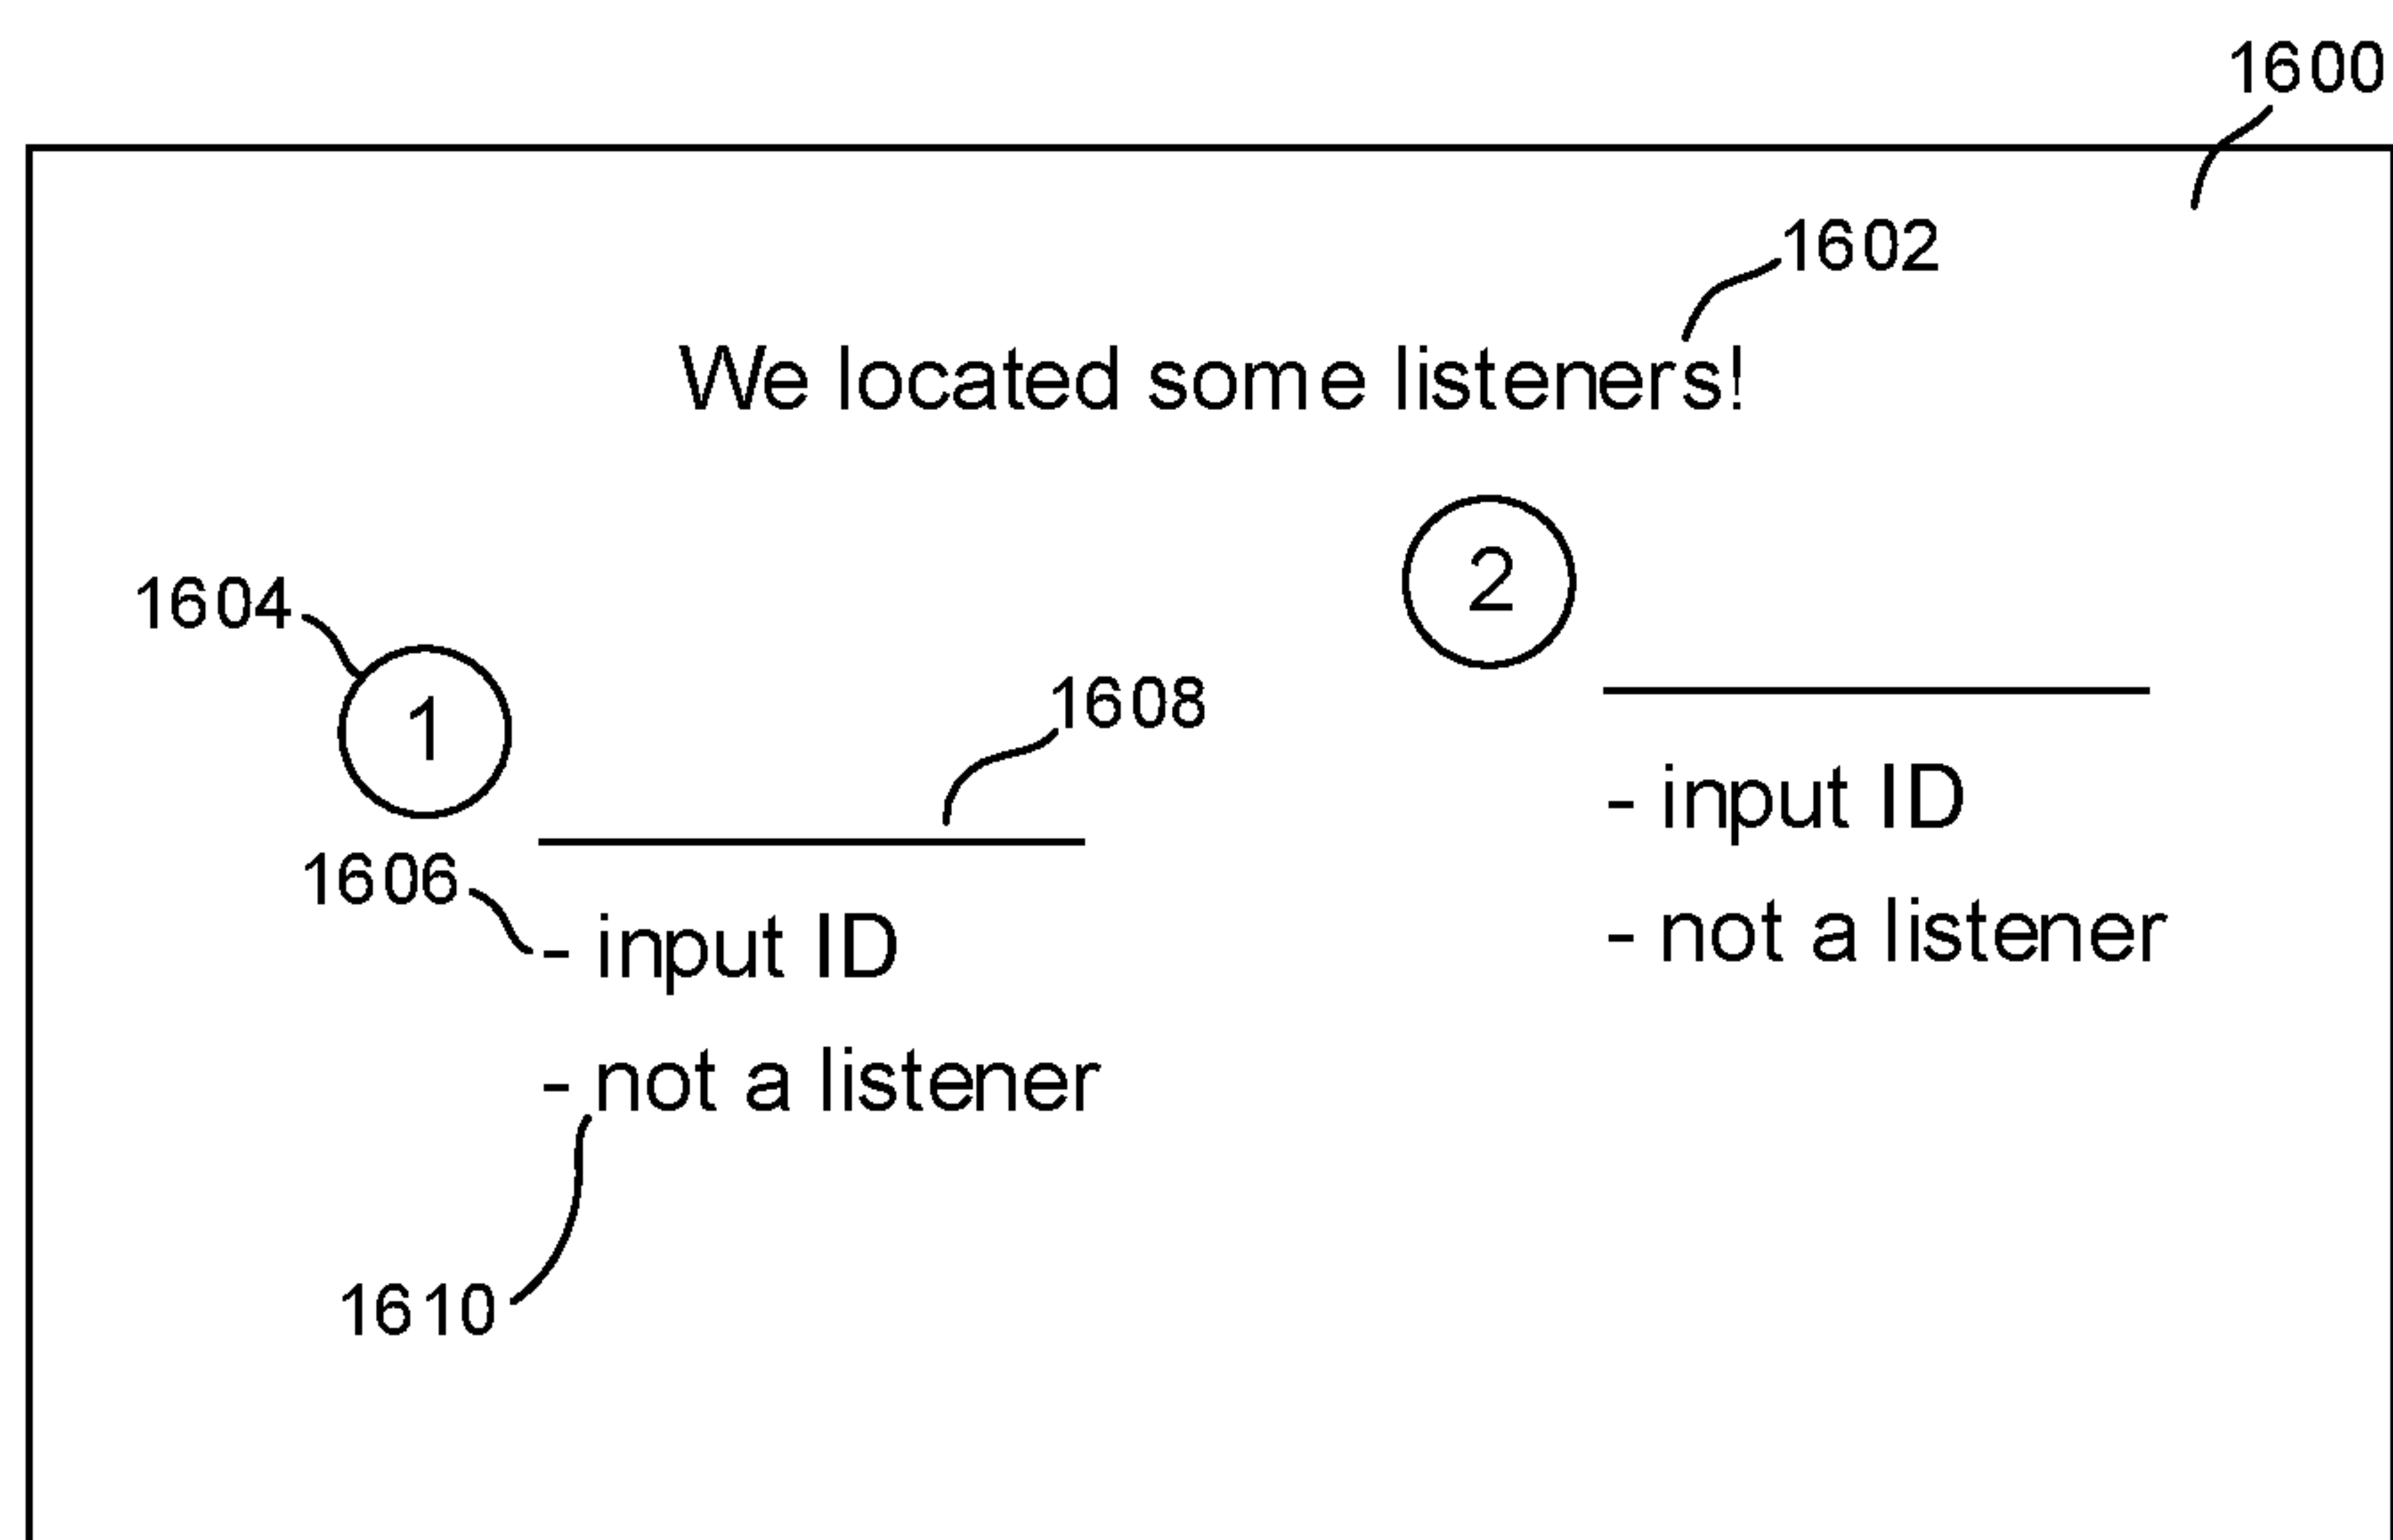 1600
1602
We located some listeners!
2
1604
1
1608
- input ID
- not a listener
1606
- input ID
- not a listener
1610